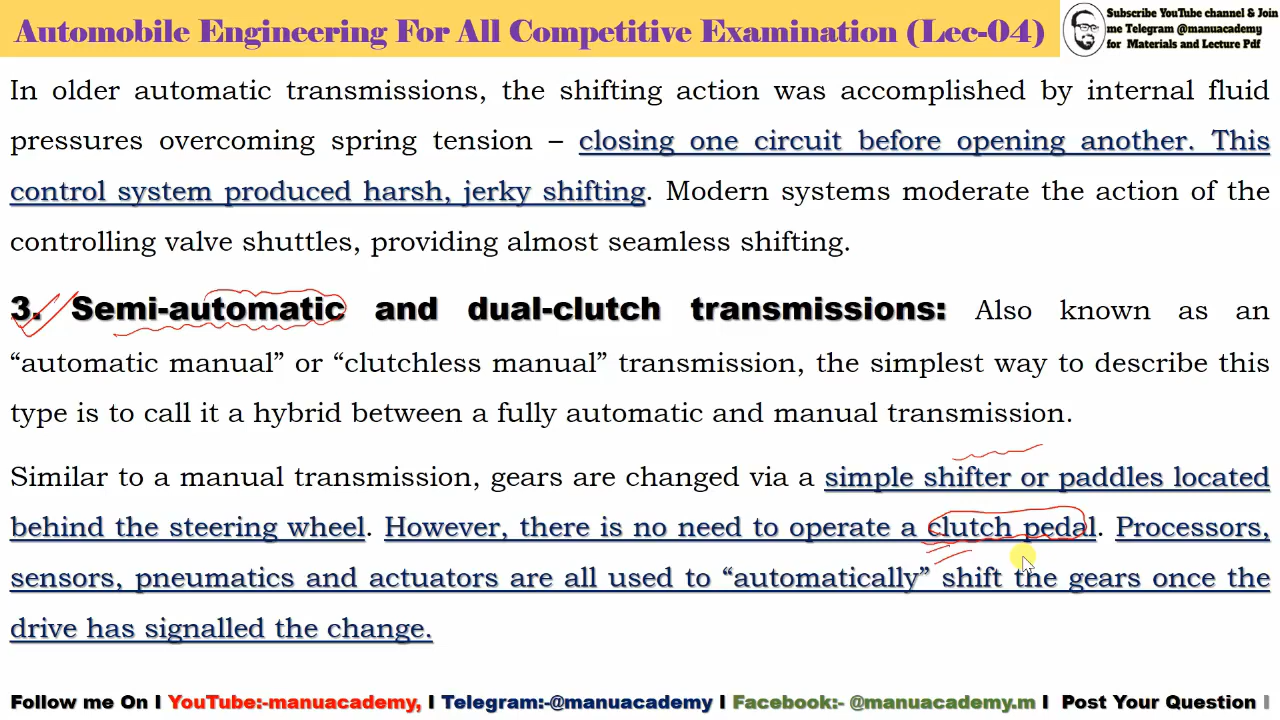 Automobile Engineering For All Competitive Examination (Lec-04)
Subscribe YouTube channel & Join
me Telegram @manuacademy
for Materials and Lecture Pdf
In older automatic transmissions, the shifting action was accomplished by internal fluid
pressures overcoming spring tension – closing one circuit before opening another. This
control system produced harsh, jerky shifting. Modern systems moderate the action of the
controlling valve shuttles, providing almost seamless shifting.
3. Semi-automatic and dual-clutch transmissions: Also known as an
“automatic manual” or “clutchless manual” transmission, the simplest way to describe this
type is to call it a hybrid between a fully automatic and manual transmission.
Similar to a manual transmission, gears are changed via a simple shifter or paddles located
behind the steering wheel. However, there is no need to operate a clutch pedal. Processors,
sensors, pneumatics and actuators are all used to “automatically” shift the gears once the
drive has signalled the change.
Follow me On I YouTube:-manuacademy, I Telegram:-@manuacademy I Facebook:- @manuacademy.m I Post Your Question I